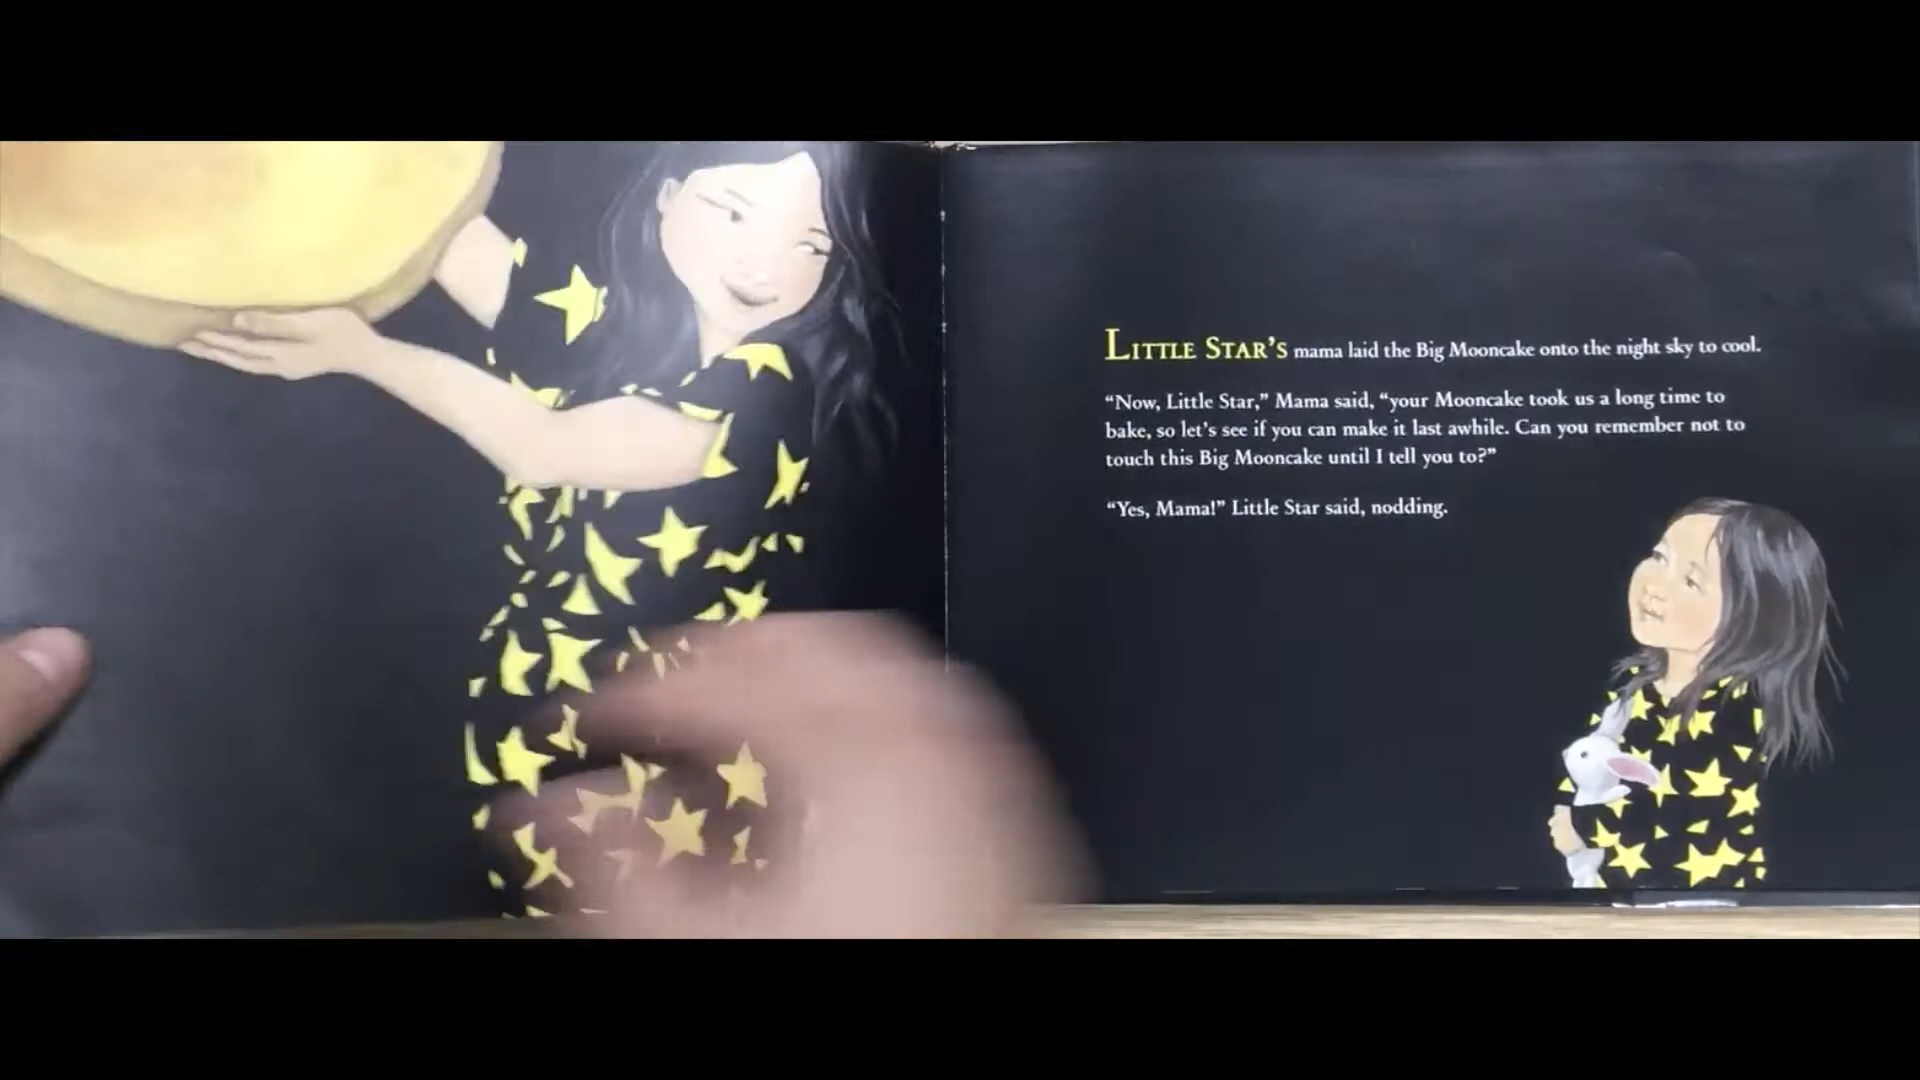 LITTLE STAR'S mama laid the Big Mooncake onto the night sky to cool.
“Now, Little Star,” Mama said, “your Mooncake took us a long time to
bake, so let's see if you can make it last awhile. Can you remember not to
touch this Big Mooncake until I tell you to?”
“Yes, Mama!” Little Star said, nodding.